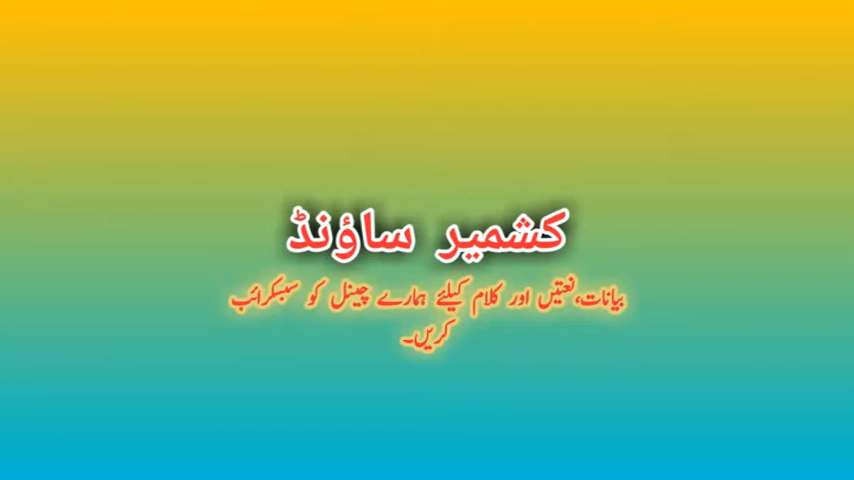 کشمیر ساؤنڈ
بیانات،نعتیں اور کلام کیلئے ہمارے چینل کو سبسکرائب
کریں۔